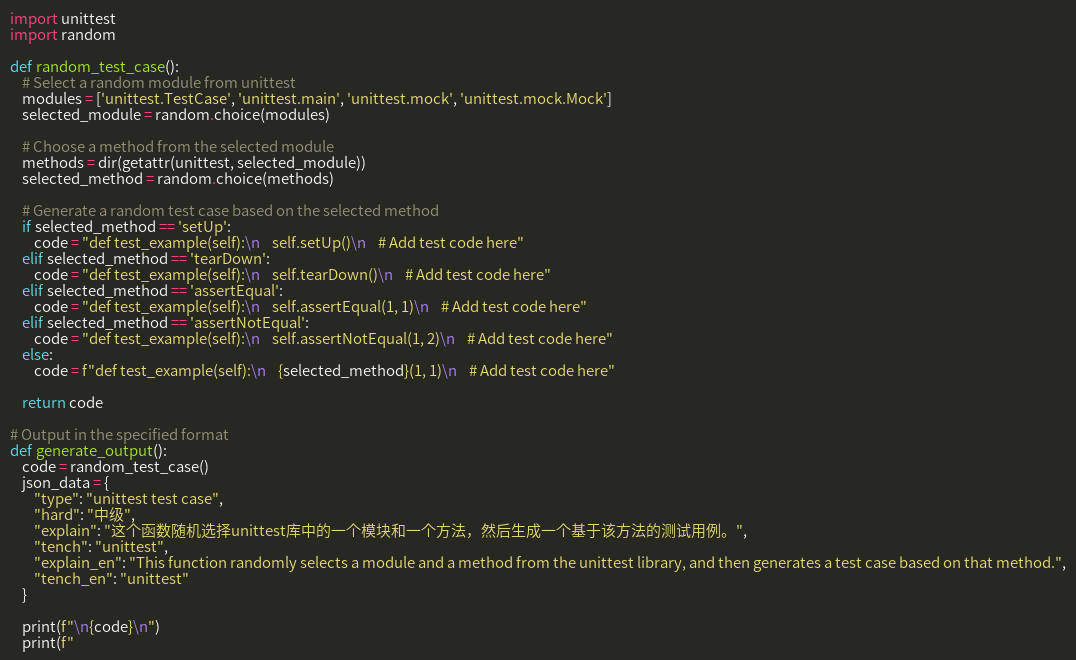 import unittest
import random

def random_test_case():
    # Select a random module from unittest
    modules = ['unittest.TestCase', 'unittest.main', 'unittest.mock', 'unittest.mock.Mock']
    selected_module = random.choice(modules)

    # Choose a method from the selected module
    methods = dir(getattr(unittest, selected_module))
    selected_method = random.choice(methods)

    # Generate a random test case based on the selected method
    if selected_method == 'setUp':
        code = "def test_example(self):\n    self.setUp()\n    # Add test code here"
    elif selected_method == 'tearDown':
        code = "def test_example(self):\n    self.tearDown()\n    # Add test code here"
    elif selected_method == 'assertEqual':
        code = "def test_example(self):\n    self.assertEqual(1, 1)\n    # Add test code here"
    elif selected_method == 'assertNotEqual':
        code = "def test_example(self):\n    self.assertNotEqual(1, 2)\n    # Add test code here"
    else:
        code = f"def test_example(self):\n    {selected_method}(1, 1)\n    # Add test code here"

    return code

# Output in the specified format
def generate_output():
    code = random_test_case()
    json_data = {
        "type": "unittest test case",
        "hard": "中级",
        "explain": "这个函数随机选择unittest库中的一个模块和一个方法，然后生成一个基于该方法的测试用例。",
        "tench": "unittest",
        "explain_en": "This function randomly selects a module and a method from the unittest library, and then generates a test case based on that method.",
        "tench_en": "unittest"
    }

    print(f"\n{code}\n")
    print(f"